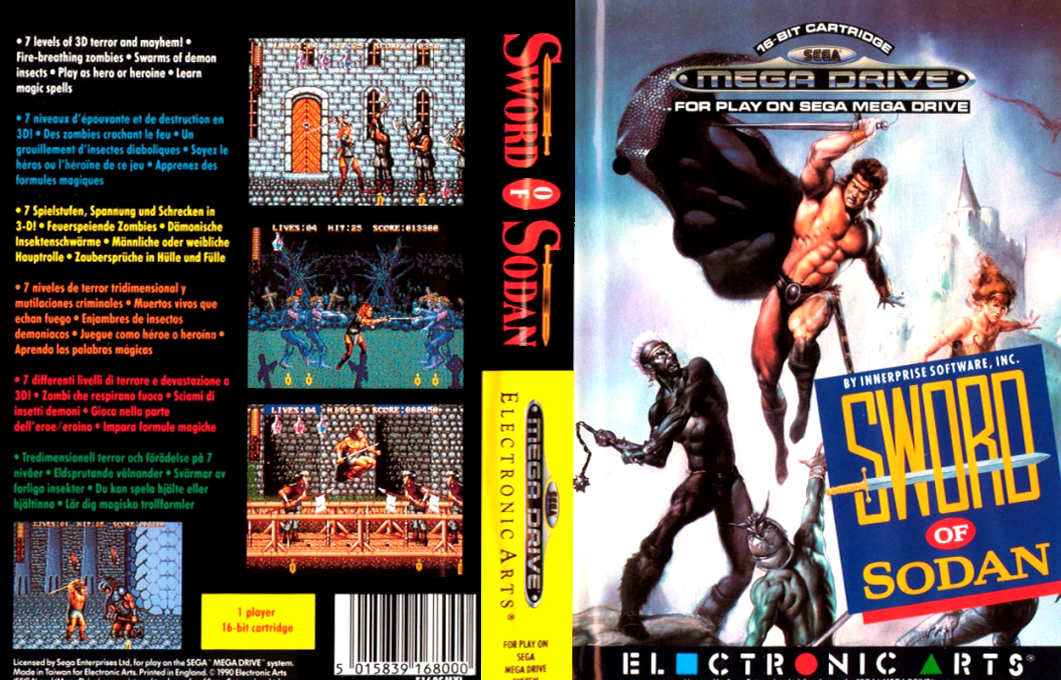 • 7 levels of 3D terror and mayhem! •
Fire-breathing zombies • Swarms of demon
insects • Play as hero or heroine • Learn
magic spells
• 7 niveaux d'épouvante et de destruction en
3D! • Des zombies crachant le feu • Un
grouillement d'insectes diaboliques • Soyez le
héros ou l'héroïne de ce jeu • Apprenez des
formules magiques
• 7 Spielstufen, Spannung und Schrecken in
3-D! • Feuerspeiende Zombies • Dämonische
Insektenschwärme • Männliche oder weibliche
Hauptrolle • Zaubersprüche in Hülle und Fülle
• 7 niveles de terror tridimensional y
mutilaciones criminales • Muertos vivos que
echan fuego • Enjambres de insectos
demoniacos • Juegue como héroe o heroína •
Aprenda las palabras mágicas
• 7 differenti livelli di terrore e devastazione a
3D! • Zombi che respirano fuoco • Sciami di
insetti demoni • Gioca nella parte
dell'eroe/eroina • Impara formule magiche
• Tredimensionell terror och förödelse på 7
nivåer • Eldsprutande vålnander • Svärmar av
farliga insekter • Du kan spela hjälte eller
hjältinna • Lär dig magiska trollformler
LIVES:04 HIT:25 SCORE:013300
LIVES:04 HIT:25 SCORE:080450
1 player
16-bit cartridge
5 015839 168000
Licensed by Sega Enterprises Ltd, for play on the SEGA™ MEGA DRIVE™ system.
Made in Taiwan for Electronic Arts. Printed in England. © 1990 Electronic Arts
SWORD OF SODAN
ELECTRONIC ARTS®
SEGA
MEGA DRIVE
FOR PLAY ON
SEGA
MEGA DRIVE
SYSTEM
16-BIT CARTRIDGE
SEGA
MEGA DRIVE
FOR PLAY ON SEGA MEGA DRIVE
BY INNERPRISE SOFTWARE, INC.
SWORD
OF
SODAN
ELECTRONIC ARTS®